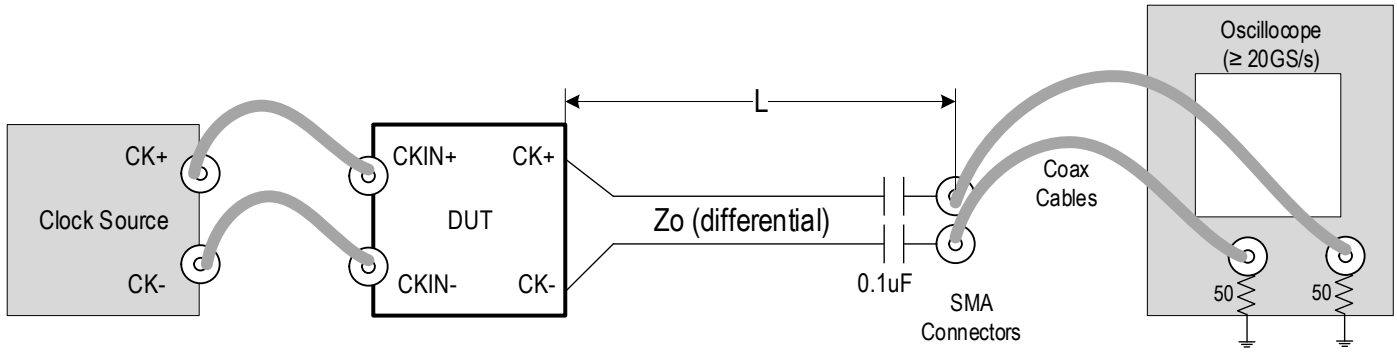 Clock Source
CK+
CK-
CKIN+
CKIN-
DUT
CK+
CK-
L
Zo (differential)
0.1uF
SMA
Connectors
Coax
Cables
Oscillocope
(≥ 20GS/s)
50
50